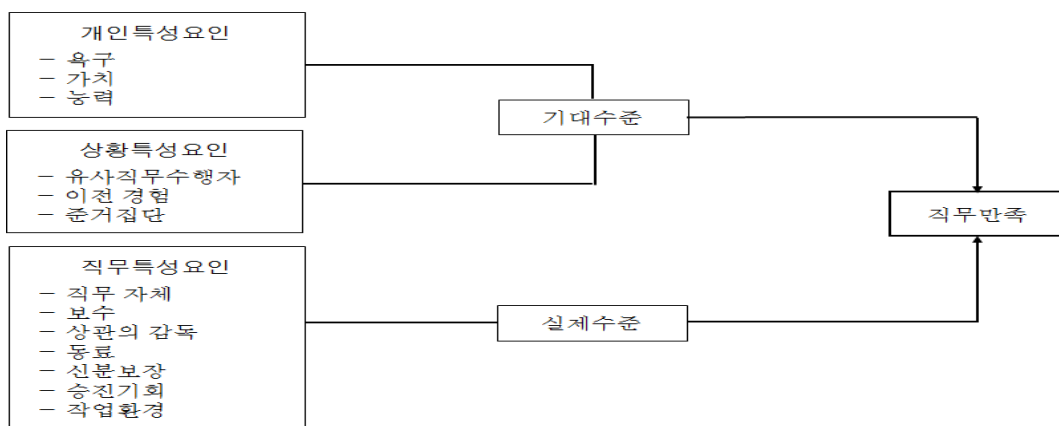 개인특성요인
– 욕구
– 가치
– 능력
기대수준
상황특성요인
– 유사직무수행자
– 이전 경험
– 준거집단
직무만족
직무특성요인
– 직무 자체
– 보수
– 상관의 감독
– 동료
– 신분보장
– 승진기회
– 작업환경
실제수준